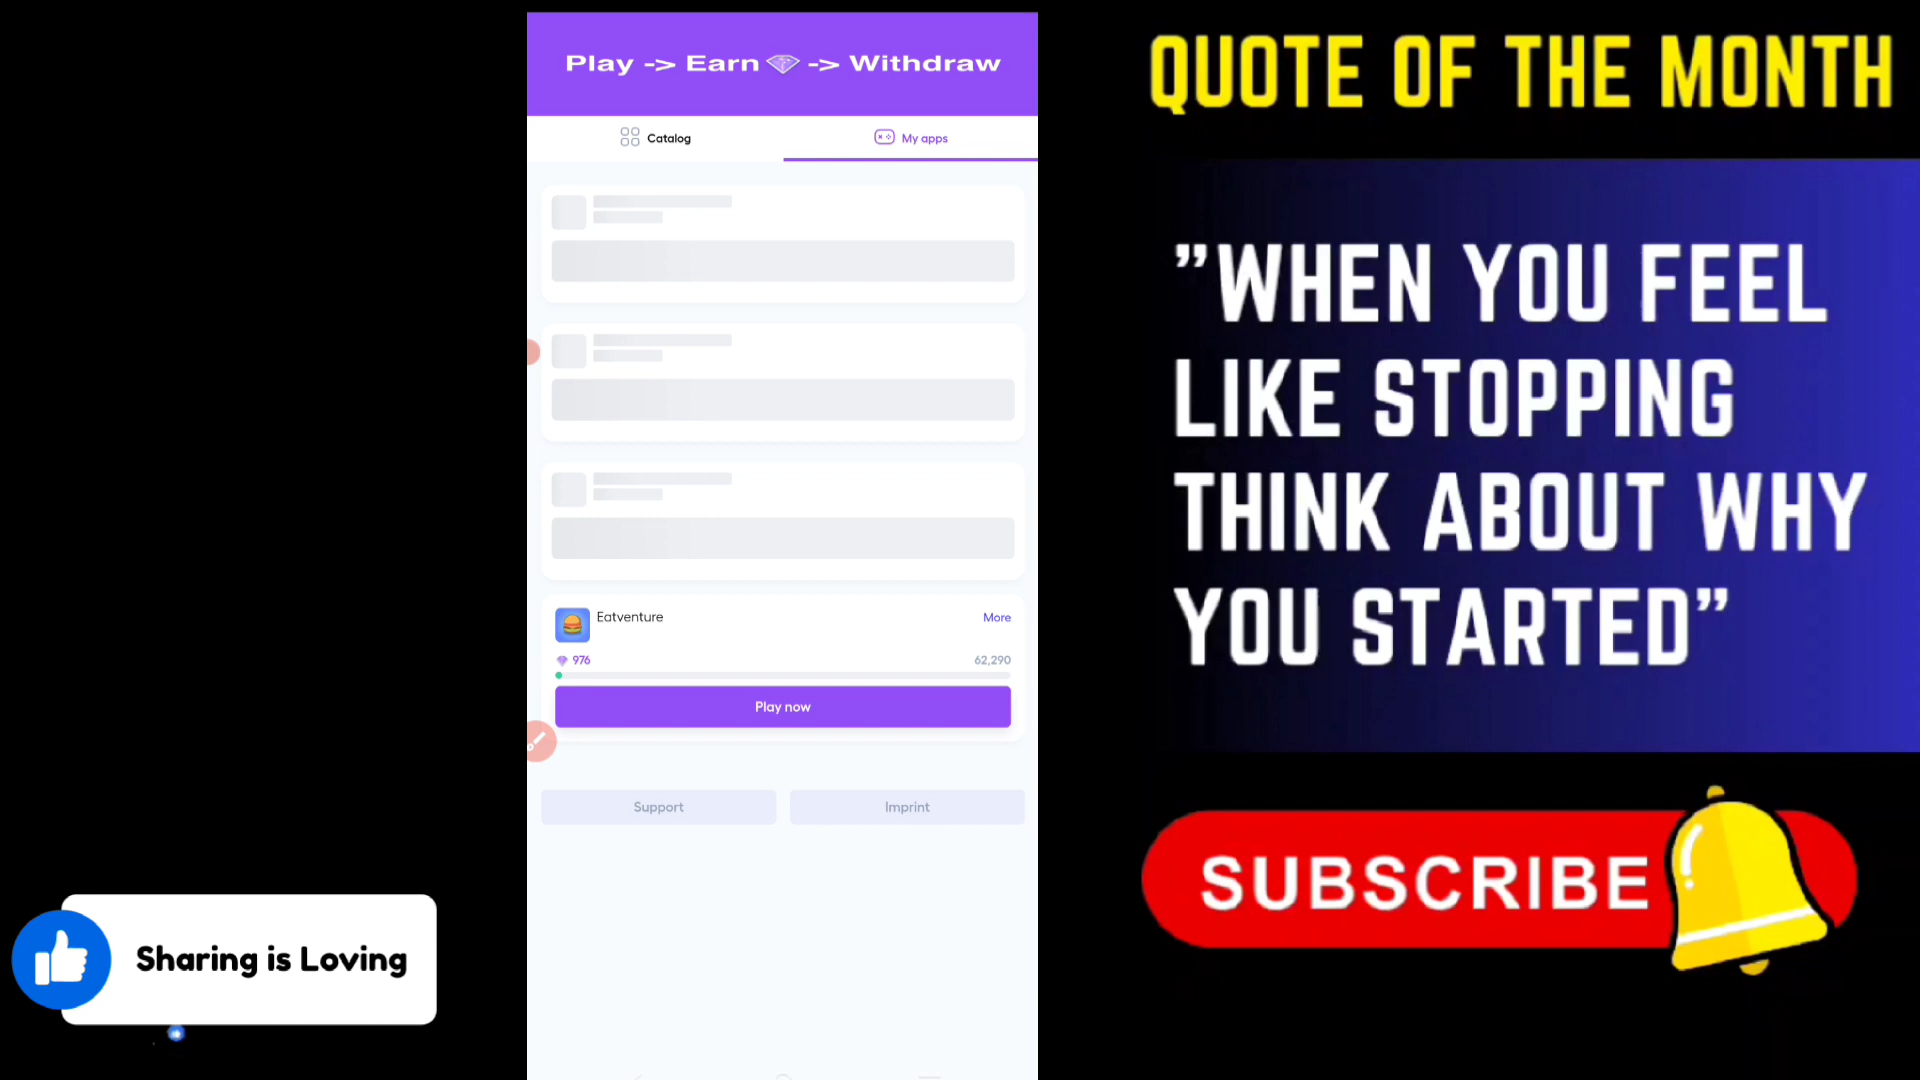 Play -> Earn -> Withdraw
Catalog
My apps
Eatventure
More
976
62,290
Play now
Support
Imprint
Sharing is Loving
QUOTE OF THE MONTH
"WHEN YOU FEEL
LIKE STOPPING
THINK ABOUT WHY
YOU STARTED"
SUBSCRIBE